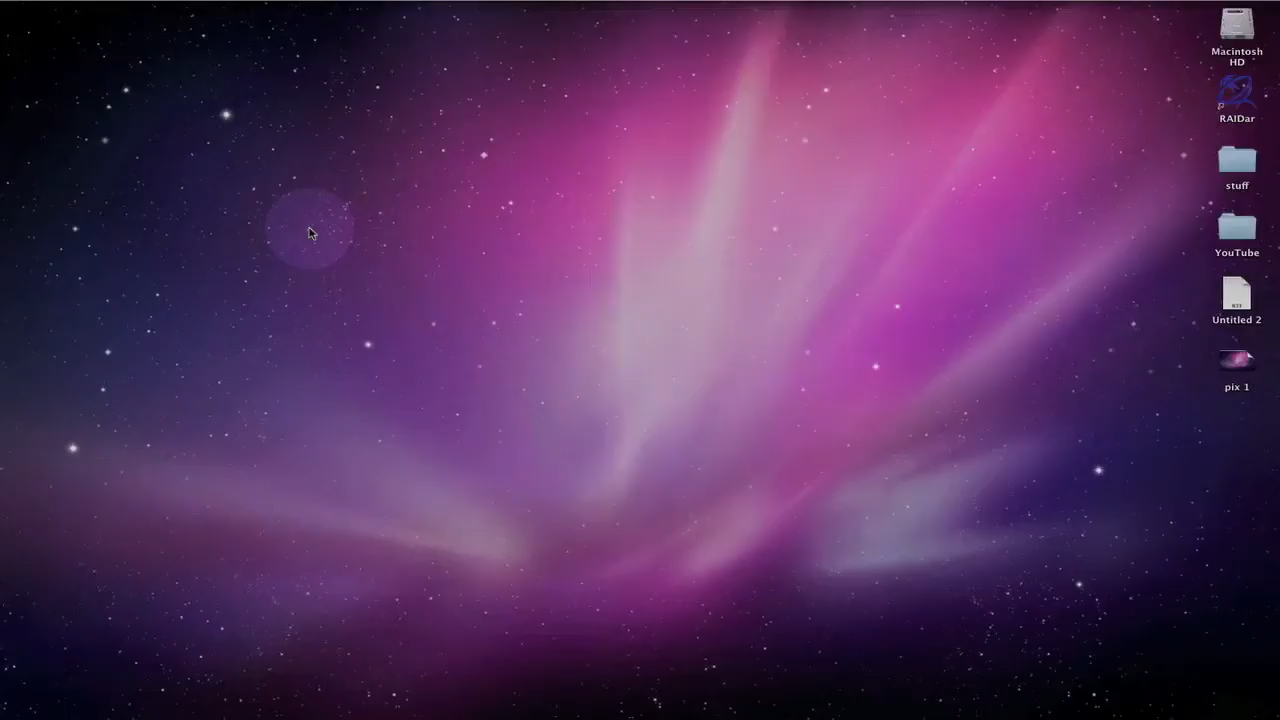 Macintosh
HD
RAIDar
stuff
YouTube
Untitled 2
pix 1